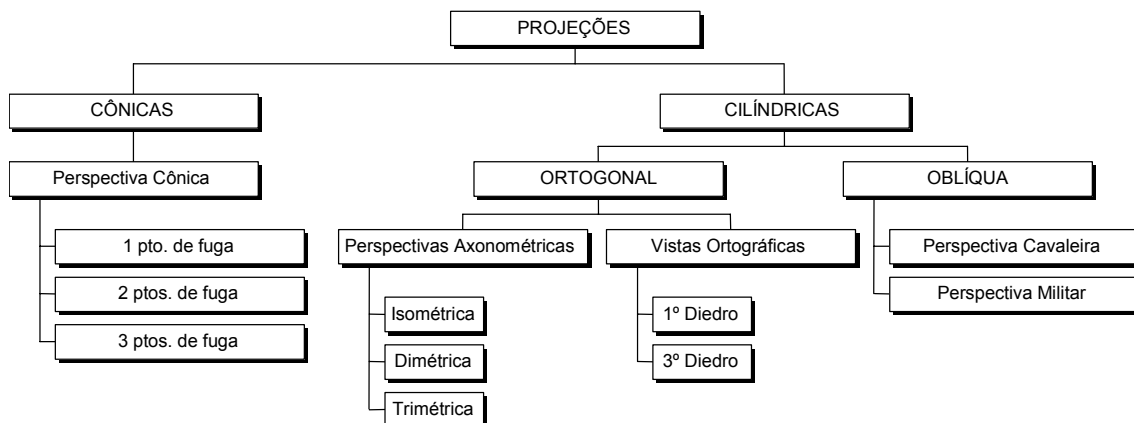 PROJEÇÕES
CÔNICAS
CILÍNDRICAS
Perspectiva Cônica
ORTOGONAL
OBLÍQUA
1 pto. de fuga
2 ptos. de fuga
3 ptos. de fuga
Perspectivas Axonométricas
Vistas Ortográficas
Perspectiva Cavaleira
Perspectiva Militar
Isométrica
Dimétrica
Trimétrica
1º Diedro
3º Diedro